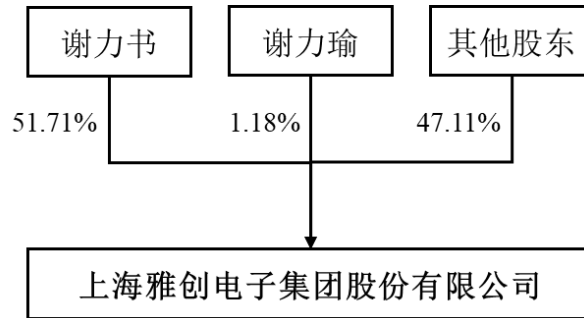 谢力书
谢力瑜
其他股东
51.71%
1.18%
47.11%
上海雅创电子集团股份有限公司